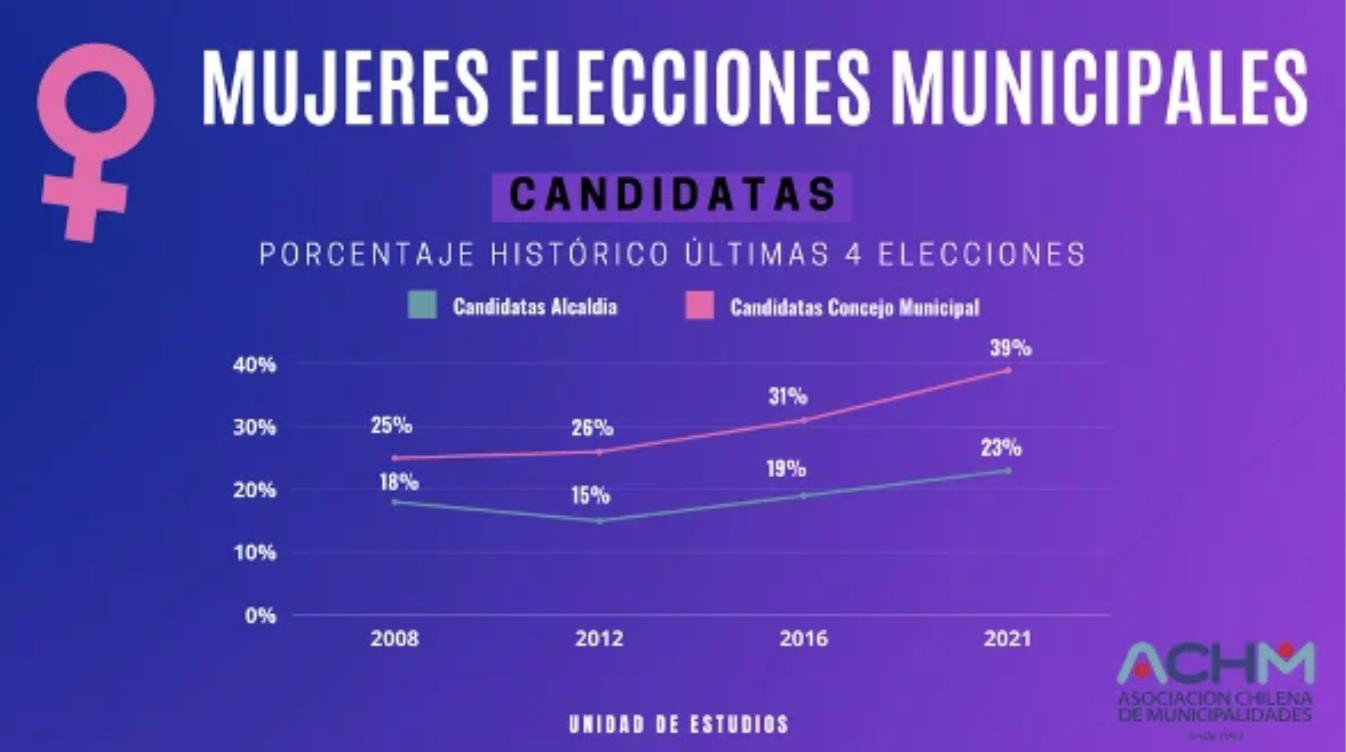 MUJERES ELECCIONES MUNICIPALES
CANDIDATAS
PORCENTAJE HISTÓRICO ÚLTIMAS 4 ELECCIONES
Candidatas Alcaldia
Candidatas Concejo Municipal
40%
30%
20%
10%
0%
25%
26%
31%
39%
18%
15%
19%
23%
2008
2012
2016
2021
ACHM
ASOCIACION CHILENA
DE MUNICIPALIDADES
UNIDAD DE ESTUDIOS